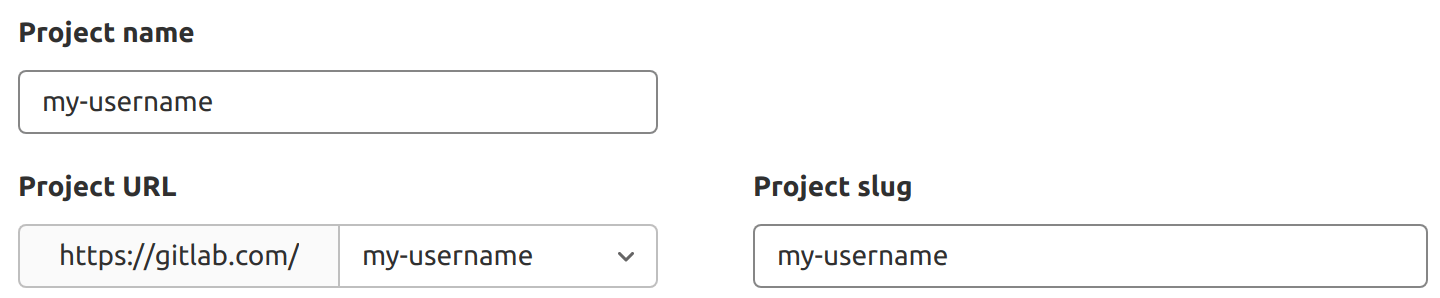 Project name
my-username
Project URL
Project slug
https://gitlab.com/ my-username
my-username